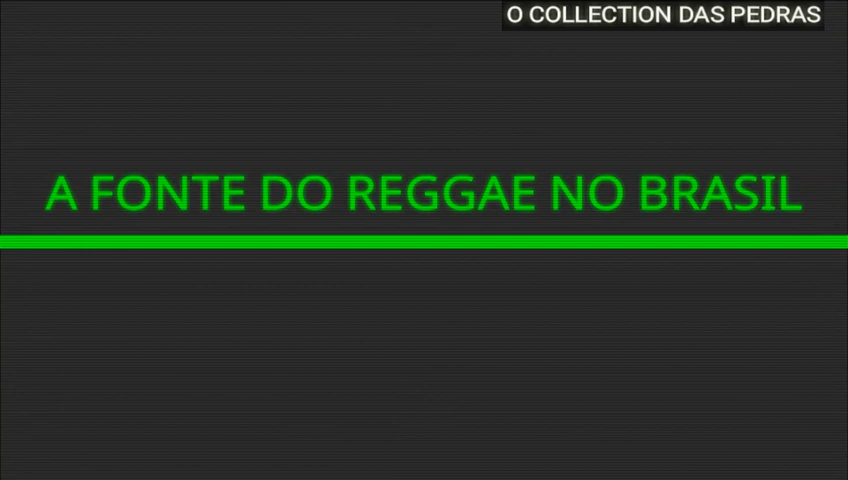 O COLLECTION DAS PEDRAS
A FONTE DO REGGAE NO BRASIL